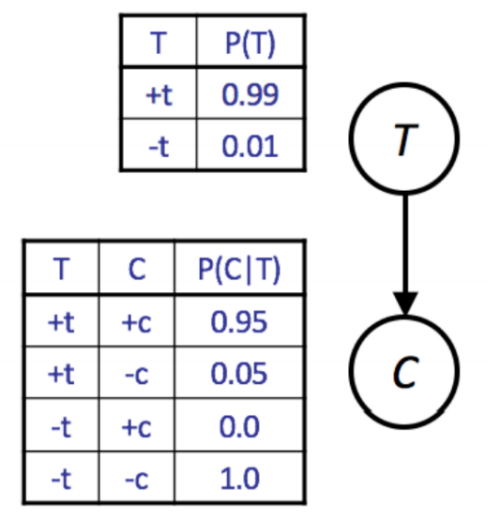 T P(T)
+t 0.99
-t 0.01
T
T C P(C|T)
+t +c 0.95
+t -c 0.05
-t +c 0.0
-t -c 1.0
C